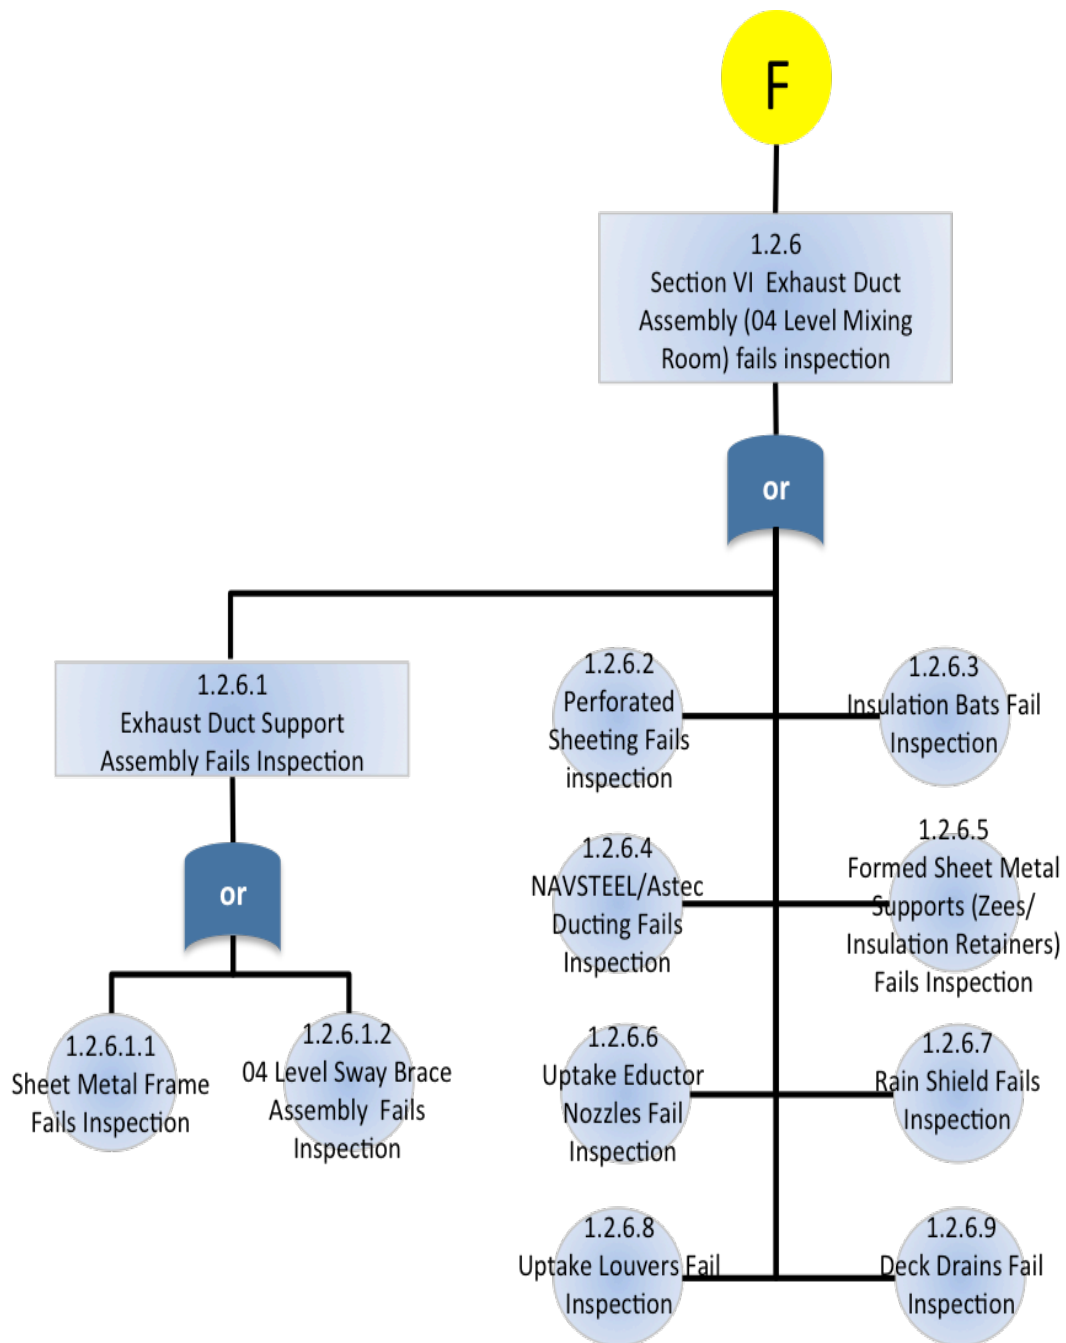 F
1.2.6
Section VI  Exhaust Duct
Assembly (04 Level Mixing
Room) fails inspection
or
1.2.6.1
Exhaust Duct Support
Assembly Fails Inspection
or
1.2.6.1.1
Sheet Metal Frame
Fails Inspection
1.2.6.1.2
04 Level Sway Brace
Assembly  Fails
Inspection
1.2.6.2
Perforated
Sheeting Fails
inspection
1.2.6.3
Insulation Bats Fail
Inspection
1.2.6.4
NAVSTEEL/Astec
Ducting Fails
Inspection
1.2.6.5
Formed Sheet Metal
Supports (Zees/
Insulation Retainers)
Fails Inspection
1.2.6.6
Uptake Eductor
Nozzles Fail
Inspection
1.2.6.7
Rain Shield Fails
Inspection
1.2.6.8
Uptake Louvers Fail
Inspection
1.2.6.9
Deck Drains Fail
Inspection